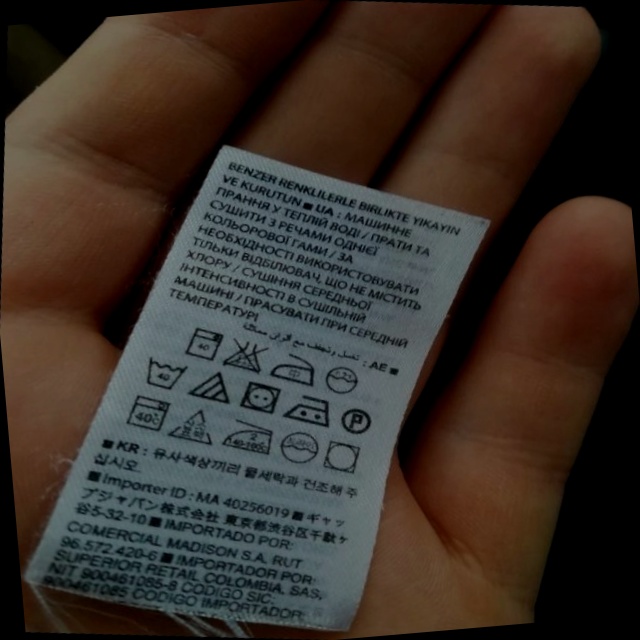 BENZER RENKLILERLE BIRLIKTE YIKAYIN
VE KURUTUN ■ UA : МАШИННЕ
ПРАННЯ У ТЕПЛІЙ ВОДІ / ПРАТИ ТА
СУШИТИ З РЕЧАМИ ОДНІЄЇ
КОЛЬОРОВОЇ ГАМИ / ЗА
НЕОБХІДНОСТІ ВИКОРИСТОВУВАТИ
ТІЛЬКИ ВІДБІЛЮВАЧ, ЩО НЕ МІСТИТЬ
ХЛОРУ / СУШІННЯ СЕРЕДНЬОЇ
ІНТЕНСИВНОСТІ В СУШИЛЬНІЙ
МАШИНІ / ПРАСУВАТИ ПРИ СЕРЕДНІЙ
ТЕМПЕРАТУРІ
■ AE :
40
P
40
■ KR : 유사색상끼리 물세탁과 건조해 주
십시오.
■ Importer ID : MA 40256019 ■ ギャッ
プジャパン株式会社 東京都渋谷区千駄ヶ
谷5-32-10 ■ IMPORTADO POR:
COMERCIAL MADISON S.A. RUT
96.572.420-6 ■ IMPORTADOR POR:
SUPERIOR RETAIL COLOMBIA, SAS.
CODIGO SIC:
CODIGO IMPORTADOR